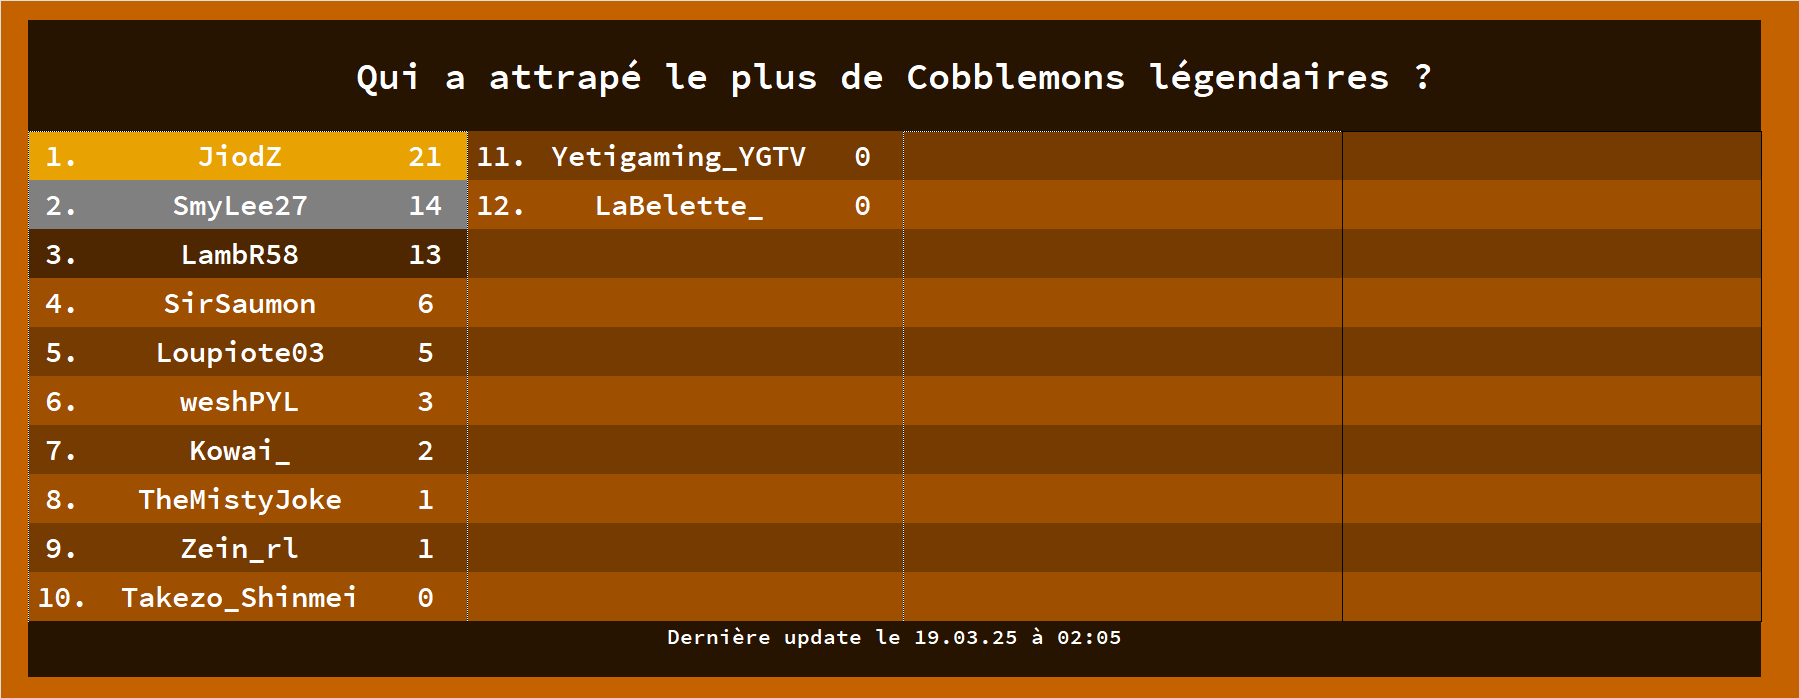 Qui a attrapé le plus de Cobblemons légendaires ?
1. JiodZ 21
2. SmyLee27 14
3. LambR58 13
4. SirSaumon 6
5. Loupiote03 5
6. weshPYL 3
7. Kowai_ 2
8. TheMistyJoke 1
9. Zein_rl 1
10. Takezo_Shinmei 0
11. Yetigaming_YGTV 0
12. LaBelette_ 0
Dernière update le 19.03.25 à 02:05